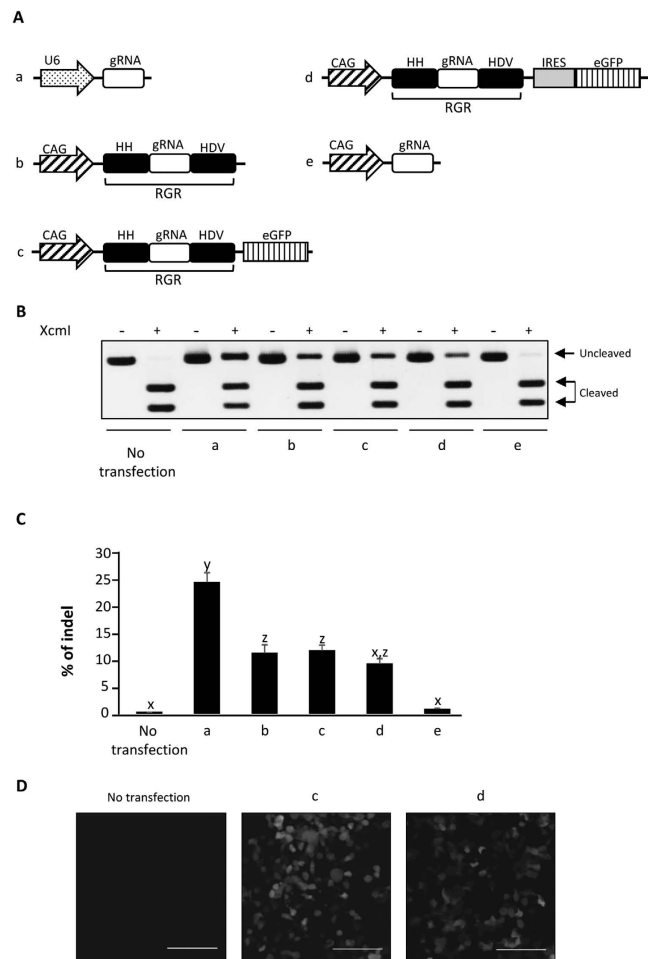 A
U6 gRNA
a
CAG HH gRNA HDV IRES eGFP
d
RGR
CAG HH gRNA HDV
b
RGR
CAG gRNA
e
CAG HH gRNA HDV eGFP
c
RGR
B
XcmI - + - + - + - + - + - +
Uncleaved
Cleaved
No transfection a b c d e
C
% of indel
30
25
20
15
10
5
0
x y z z x,z x
No transfection a b c d e
D
No transfection c d